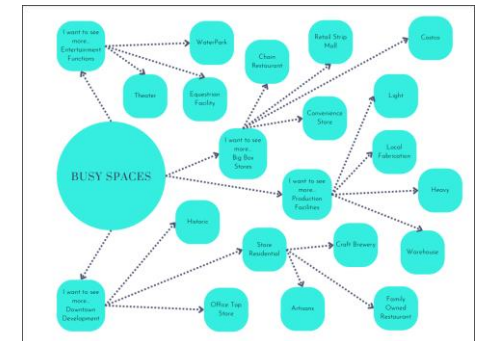 I want to see
more...
Entertainment
Functions
WaterPark
Theater
Equestrian
Facility
Chain
Restaurant
Retail Strip
Mall
Costco
Convenience
Store
I want to see
more...
Big Box
Stores
Light
Local
Fabrication
Heavy
Warehouse
I want to see
more...
Production
Facilities
BUSY SPACES
Historic
Store
Residential
Craft Brewery
I want to see
more...
Downtown
Development
Office Top
Store
Artisans
Family
Owned
Restaurant